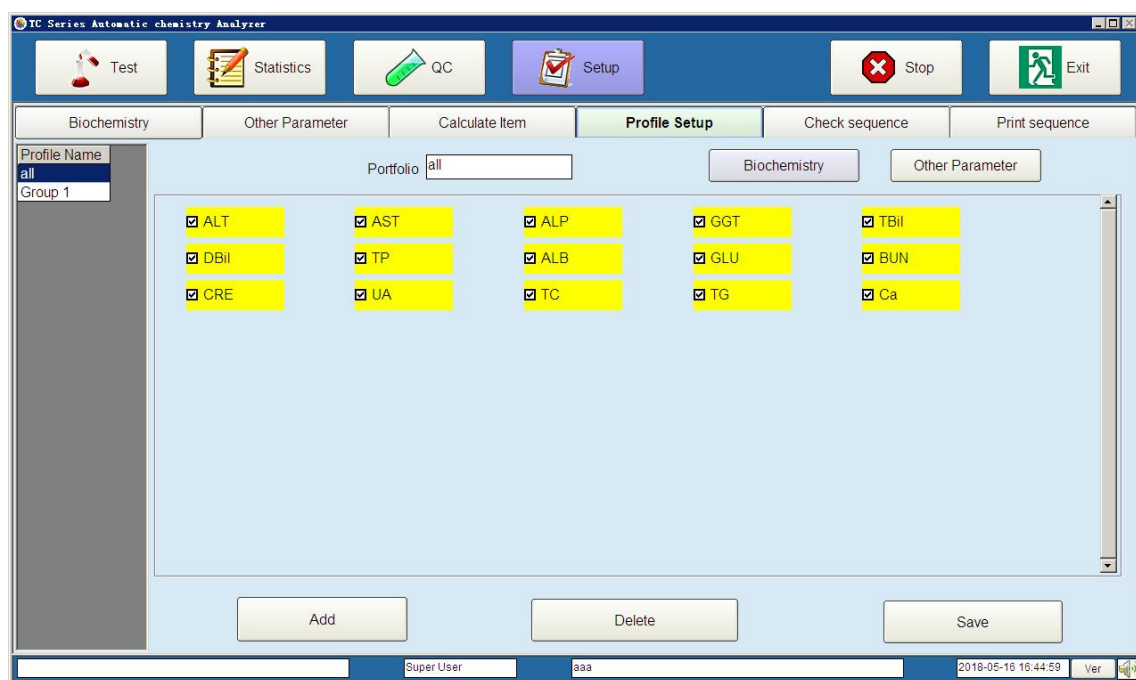 TC Series Automatic chemistry Analyzer
Test Statistics QC Setup Stop Exit
Biochemistry Other Parameter Calculate Item Profile Setup Check sequence Print sequence
Profile Name
all
Group 1
Portfolio all Biochemistry Other Parameter
ALT AST ALP GGT TBil
DBil TP ALB GLU BUN
CRE UA TC TG Ca
Add Delete Save
Super User aaa 2018-05-16 16:44:59 Ver